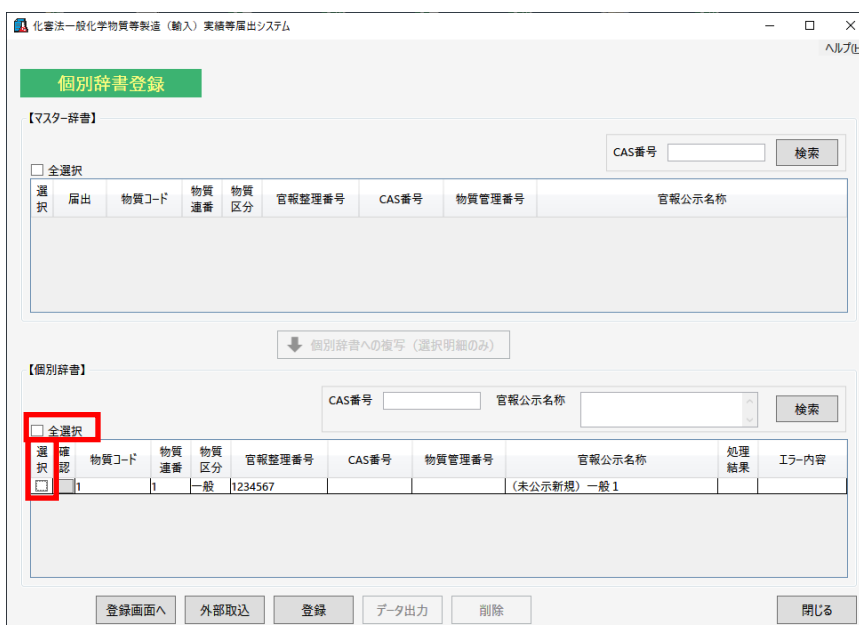 化審法一般化学物質等製造（輸入）実績等届出システム
ヘルプ(H
個別辞書登録
【マスター辞書】
CAS番号 検索
全選択
選択 届出 物質コード 物質連番 物質区分 官報整理番号 CAS番号 物質管理番号 官報公示名称
個別辞書への複写（選択明細のみ）
【個別辞書】
CAS番号 官報公示名称 検索
全選択
選択 確認 物質コード 物質連番 物質区分 官報整理番号 CAS番号 物質管理番号 官報公示名称 処理結果 エラー内容
1 1 一般 1234567 （未公示新規）一般１
登録画面へ 外部取込 登録 データ出力 削除 閉じる